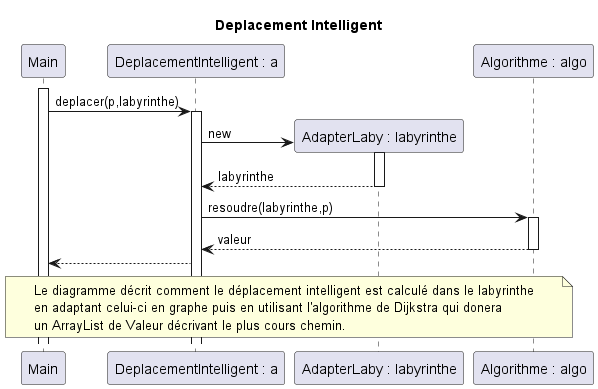 Deplacement Intelligent
Main
DeplacementIntelligent : a
Algorithme : algo
deplacer(p,labyrinthe)
new
AdapterLaby : labyrinthe
labyrinthe
resoudre(labyrinthe,p)
valeur
Le diagramme décrit comment le déplacement intelligent est calculé dans le labyrinthe
en adaptant celui-ci en graphe puis en utilisant l'algorithme de Dijkstra qui donera
un ArrayList de Valeur décrivant le plus cours chemin.
Main
DeplacementIntelligent : a
AdapterLaby : labyrinthe
Algorithme : algo